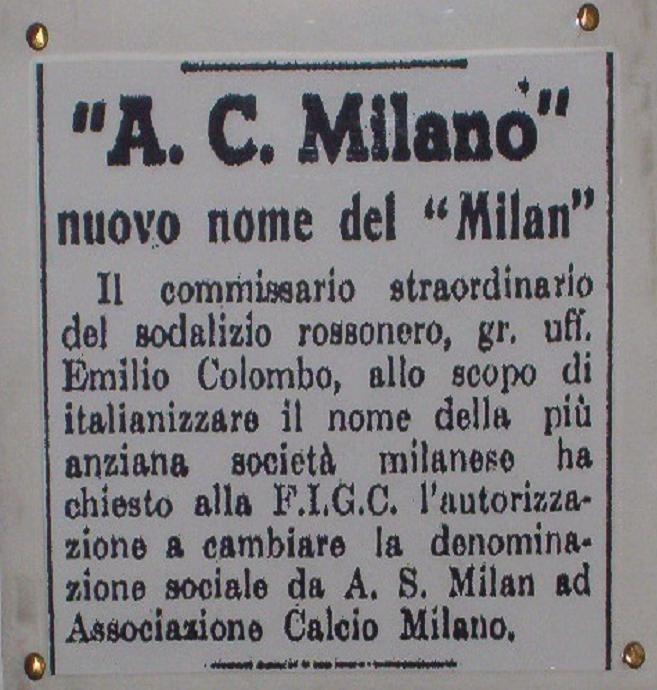 "A. C. Milano"
nuovo nome del "Milan"
Il commissario straordinario
del sodalizio rossonero, gr. uff.
Emilio Colombo, allo scopo di
italianizzare il nome della più
anziana società milanese ha
chiesto alla F.I.G.C. l'autorizza-
zione a cambiare la denomina-
zione sociale da A. S. Milan ad
Associazione Calcio Milano.